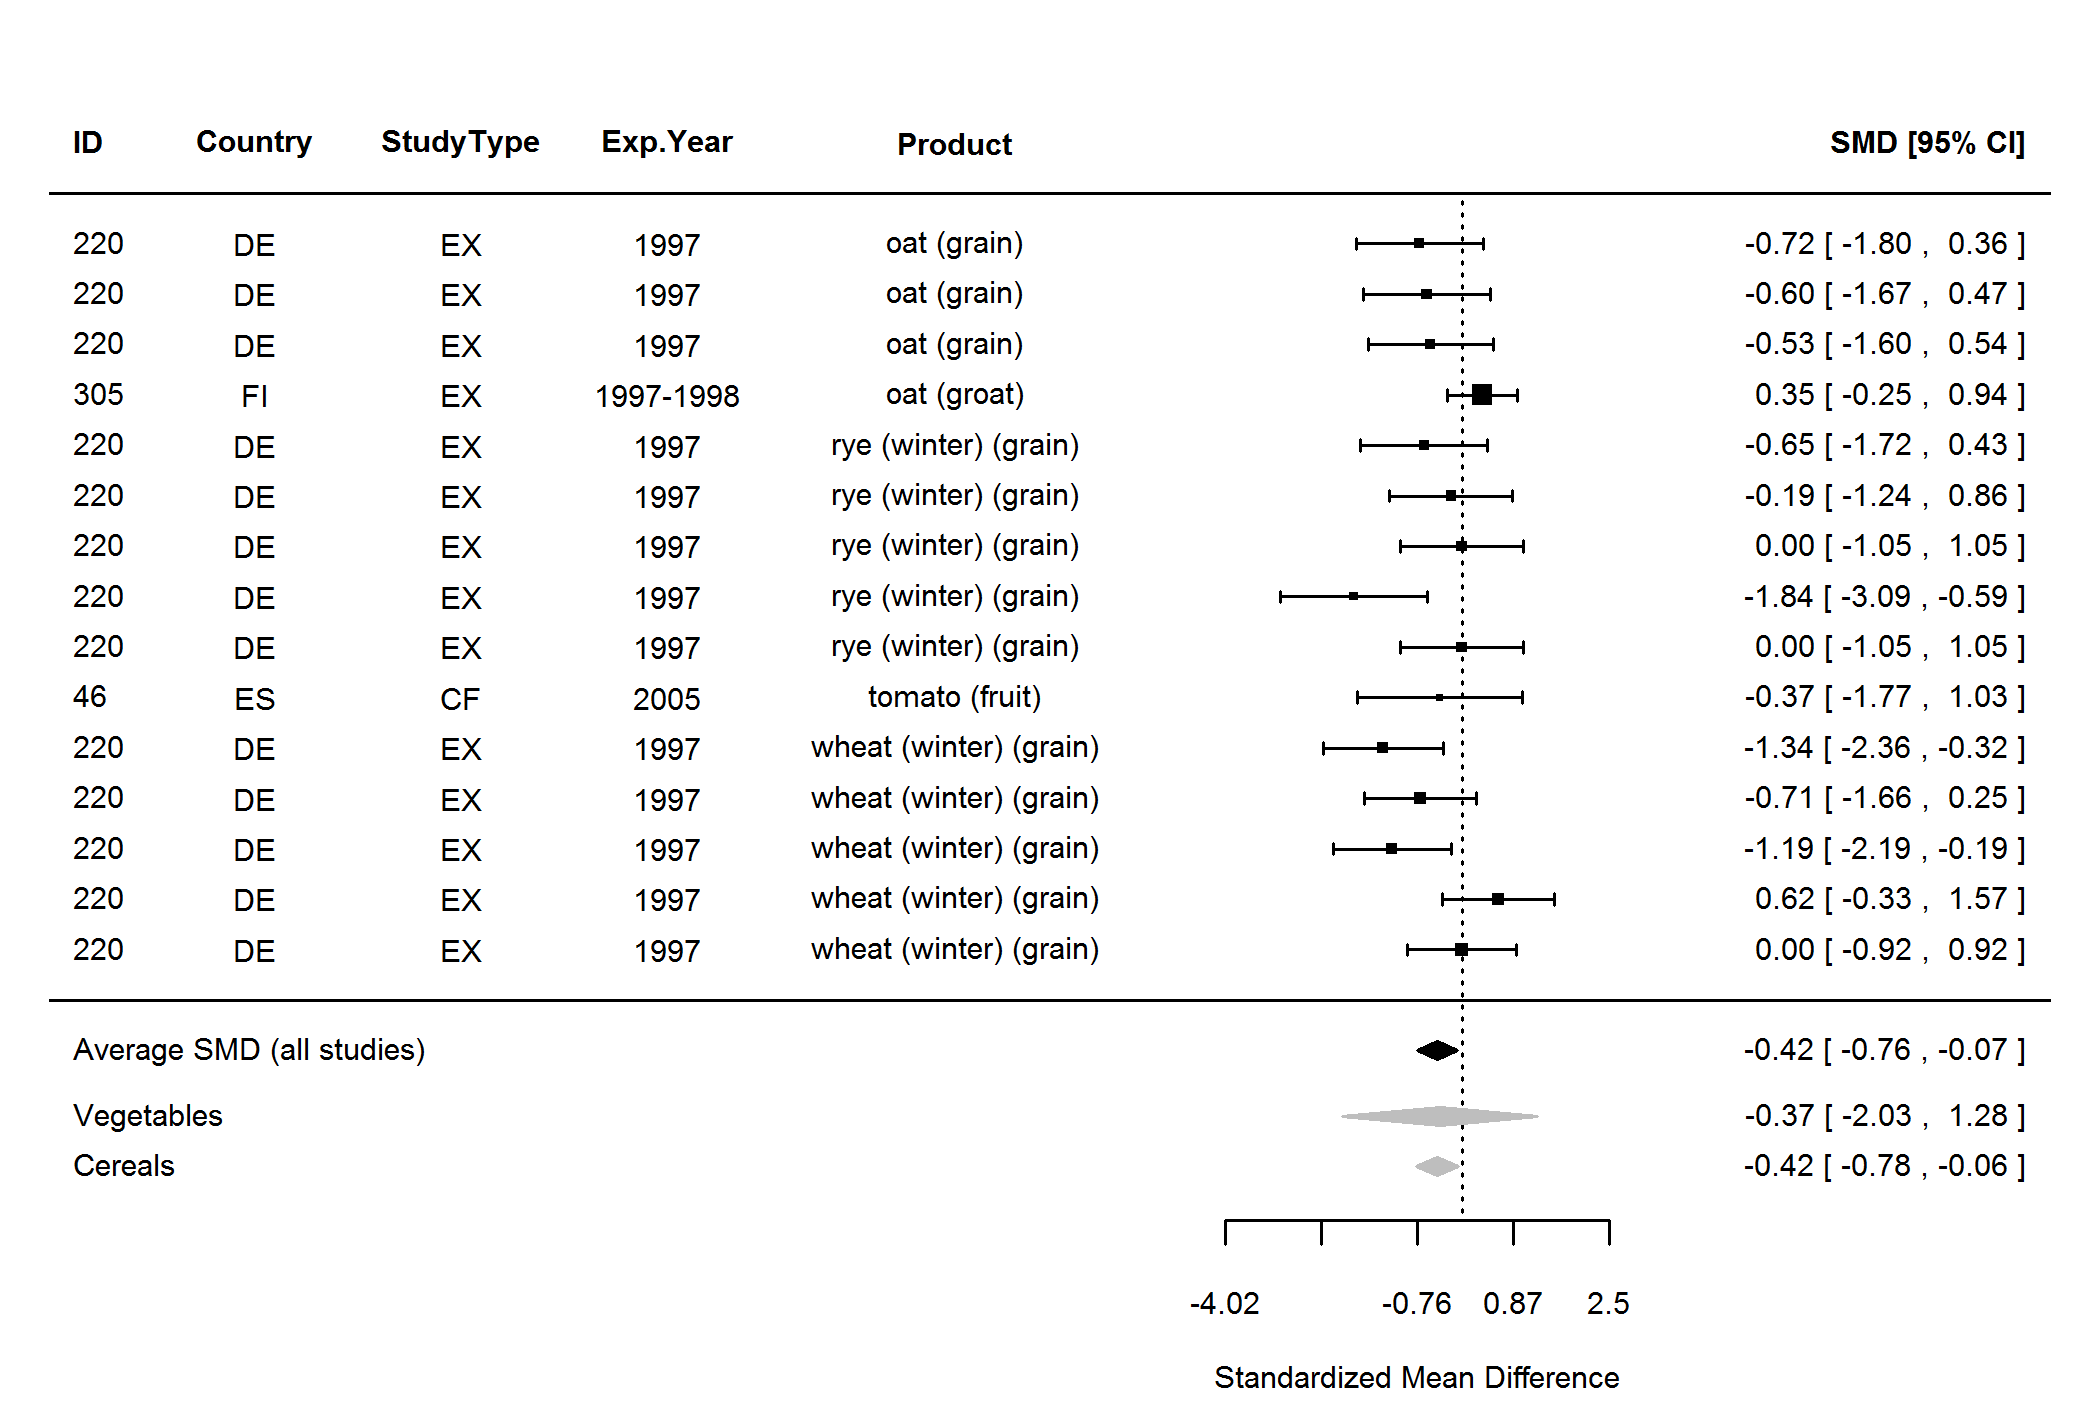 ID Country StudyType Exp.Year Product SMD [95% CI]
220 DE EX 1997 oat (grain) -0.72 [ -1.80 , 0.36 ]
220 DE EX 1997 oat (grain) -0.60 [ -1.67 , 0.47 ]
220 DE EX 1997 oat (grain) -0.53 [ -1.60 , 0.54 ]
305 FI EX 1997-1998 oat (groat) 0.35 [ -0.25 , 0.94 ]
220 DE EX 1997 rye (winter) (grain) -0.65 [ -1.72 , 0.43 ]
220 DE EX 1997 rye (winter) (grain) -0.19 [ -1.24 , 0.86 ]
220 DE EX 1997 rye (winter) (grain) 0.00 [ -1.05 , 1.05 ]
220 DE EX 1997 rye (winter) (grain) -1.84 [ -3.09 , -0.59 ]
220 DE EX 1997 rye (winter) (grain) 0.00 [ -1.05 , 1.05 ]
46 ES CF 2005 tomato (fruit) -0.37 [ -1.77 , 1.03 ]
220 DE EX 1997 wheat (winter) (grain) -1.34 [ -2.36 , -0.32 ]
220 DE EX 1997 wheat (winter) (grain) -0.71 [ -1.66 , 0.25 ]
220 DE EX 1997 wheat (winter) (grain) -1.19 [ -2.19 , -0.19 ]
220 DE EX 1997 wheat (winter) (grain) 0.62 [ -0.33 , 1.57 ]
220 DE EX 1997 wheat (winter) (grain) 0.00 [ -0.92 , 0.92 ]
Average SMD (all studies) -0.42 [ -0.76 , -0.07 ]
Vegetables -0.37 [ -2.03 , 1.28 ]
Cereals -0.42 [ -0.78 , -0.06 ]
-4.02 -0.76 0.87 2.5
Standardized Mean Difference